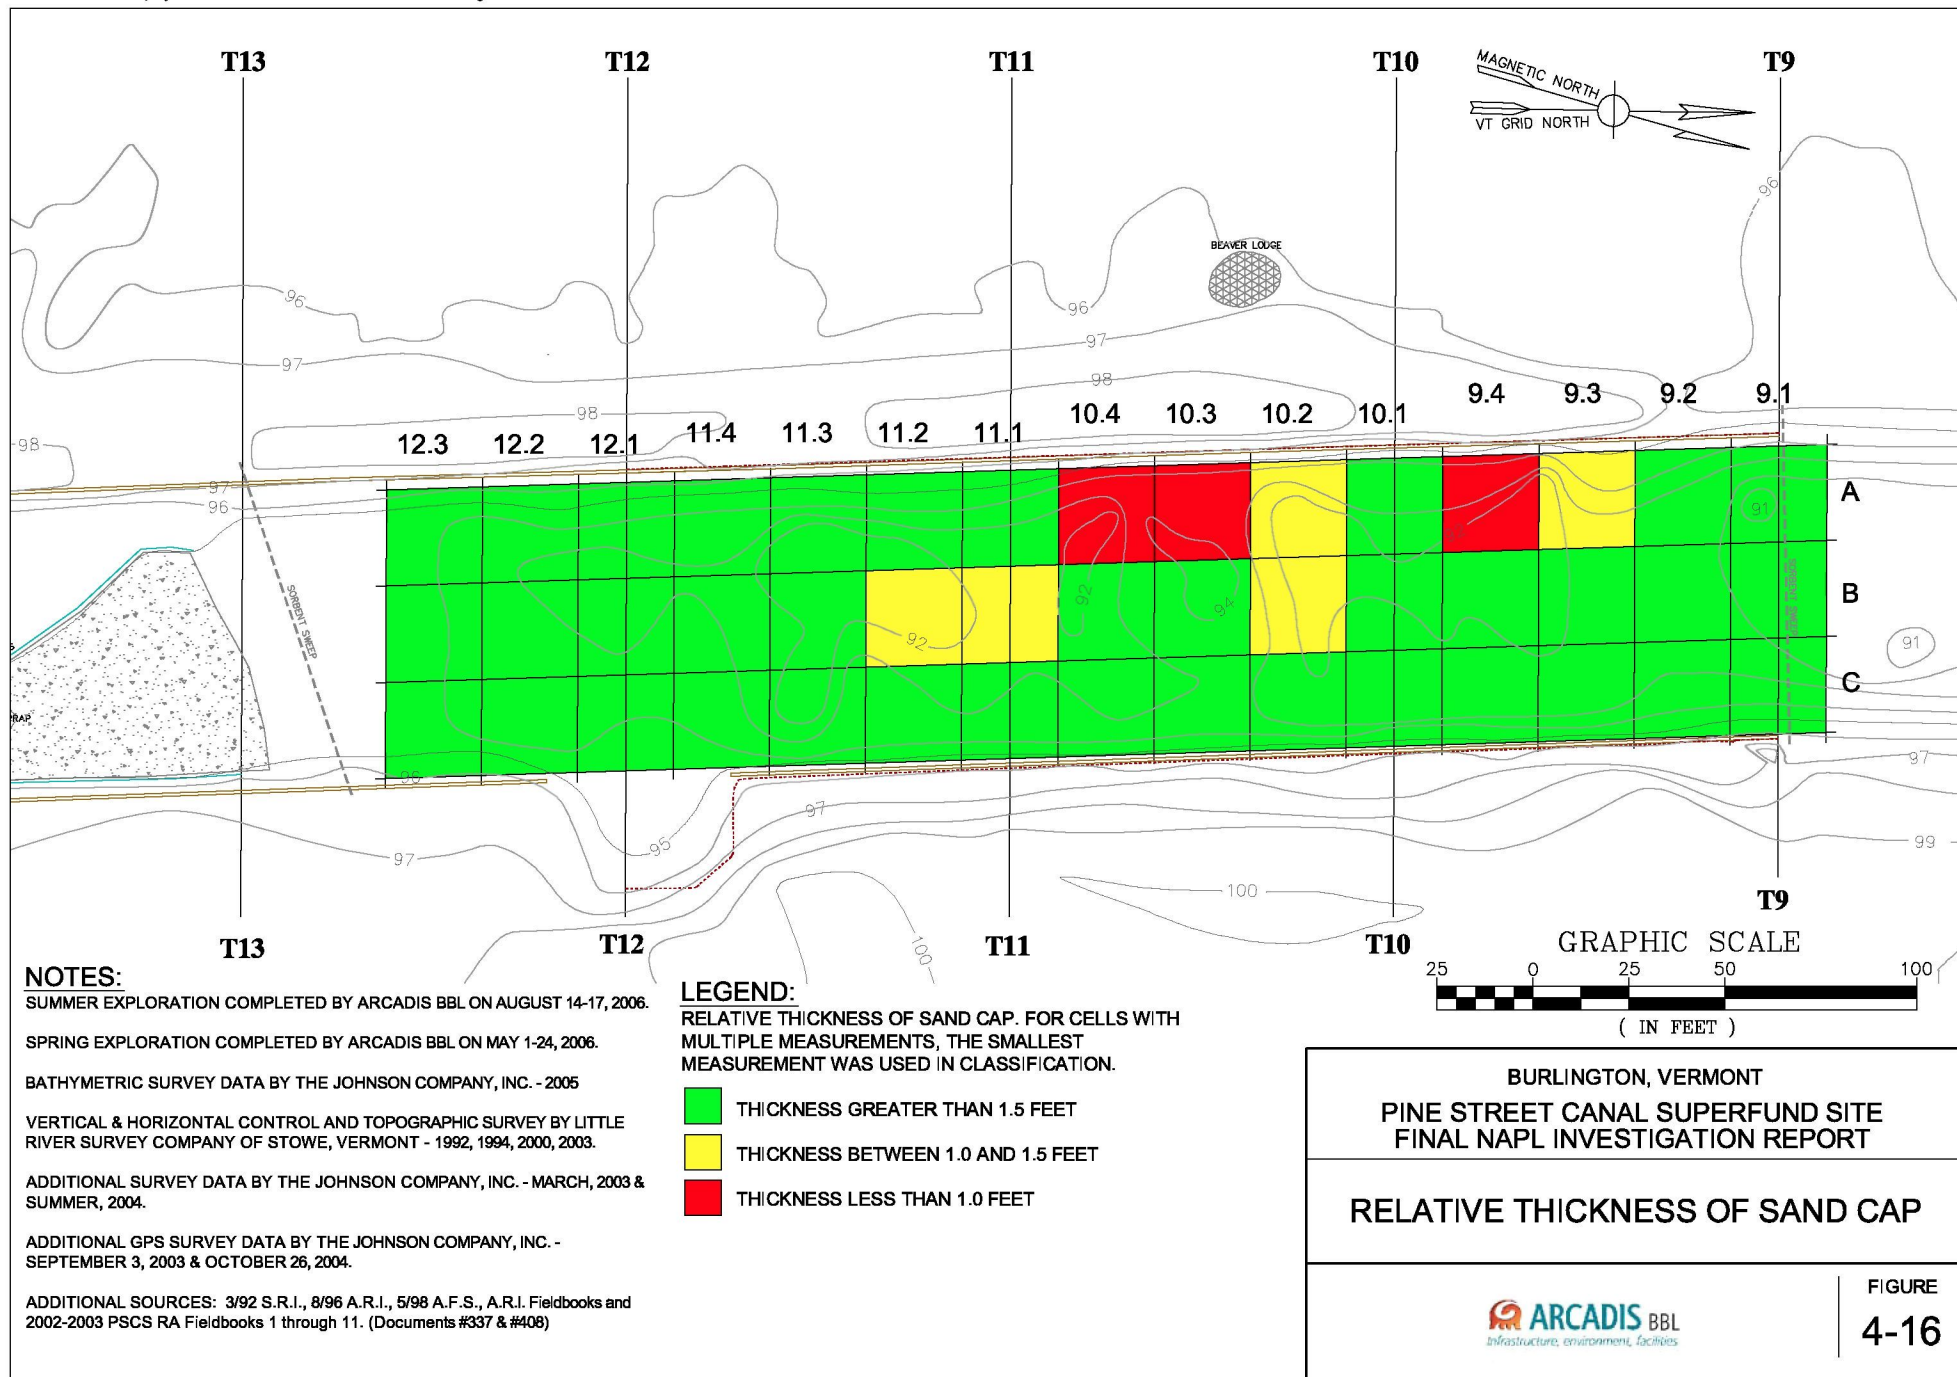 T13
T12
T11
T10
T9
MAGNETIC NORTH
VT GRID NORTH
96
BEAVER LODGE
96
96
97
97
98
98
98
12.3
12.2
12.1
11.4
11.3
11.2
11.1
10.4
10.3
10.2
10.1
9.4
9.3
9.2
9.1
97
96
A
B
C
91
91
92
92
94
SORBENT SWEEP
RAP
96
97
97
97
95
99
100
100
T13
T12
T11
T10
T9
GRAPHIC SCALE
25 0 25 50 100
( IN FEET )
NOTES:
SUMMER EXPLORATION COMPLETED BY ARCADIS BBL ON AUGUST 14-17, 2006.
SPRING EXPLORATION COMPLETED BY ARCADIS BBL ON MAY 1-24, 2006.
BATHYMETRIC SURVEY DATA BY THE JOHNSON COMPANY, INC. - 2005
VERTICAL & HORIZONTAL CONTROL AND TOPOGRAPHIC SURVEY BY LITTLE
RIVER SURVEY COMPANY OF STOWE, VERMONT - 1992, 1994, 2000, 2003.
ADDITIONAL SURVEY DATA BY THE JOHNSON COMPANY, INC. - MARCH, 2003 &
SUMMER, 2004.
ADDITIONAL GPS SURVEY DATA BY THE JOHNSON COMPANY, INC. -
SEPTEMBER 3, 2003 & OCTOBER 26, 2004.
ADDITIONAL SOURCES: 3/92 S.R.I., 8/96 A.R.I., 5/98 A.F.S., A.R.I. Fieldbooks and
2002-2003 PSCS RA Fieldbooks 1 through 11. (Documents #337 & #408)
LEGEND:
RELATIVE THICKNESS OF SAND CAP. FOR CELLS WITH
MULTIPLE MEASUREMENTS, THE SMALLEST
MEASUREMENT WAS USED IN CLASSIFICATION.
THICKNESS GREATER THAN 1.5 FEET
THICKNESS BETWEEN 1.0 AND 1.5 FEET
THICKNESS LESS THAN 1.0 FEET
BURLINGTON, VERMONT
PINE STREET CANAL SUPERFUND SITE
FINAL NAPL INVESTIGATION REPORT
RELATIVE THICKNESS OF SAND CAP
ARCADIS BBL
Infrastructure, environment, facilities
FIGURE
4-16